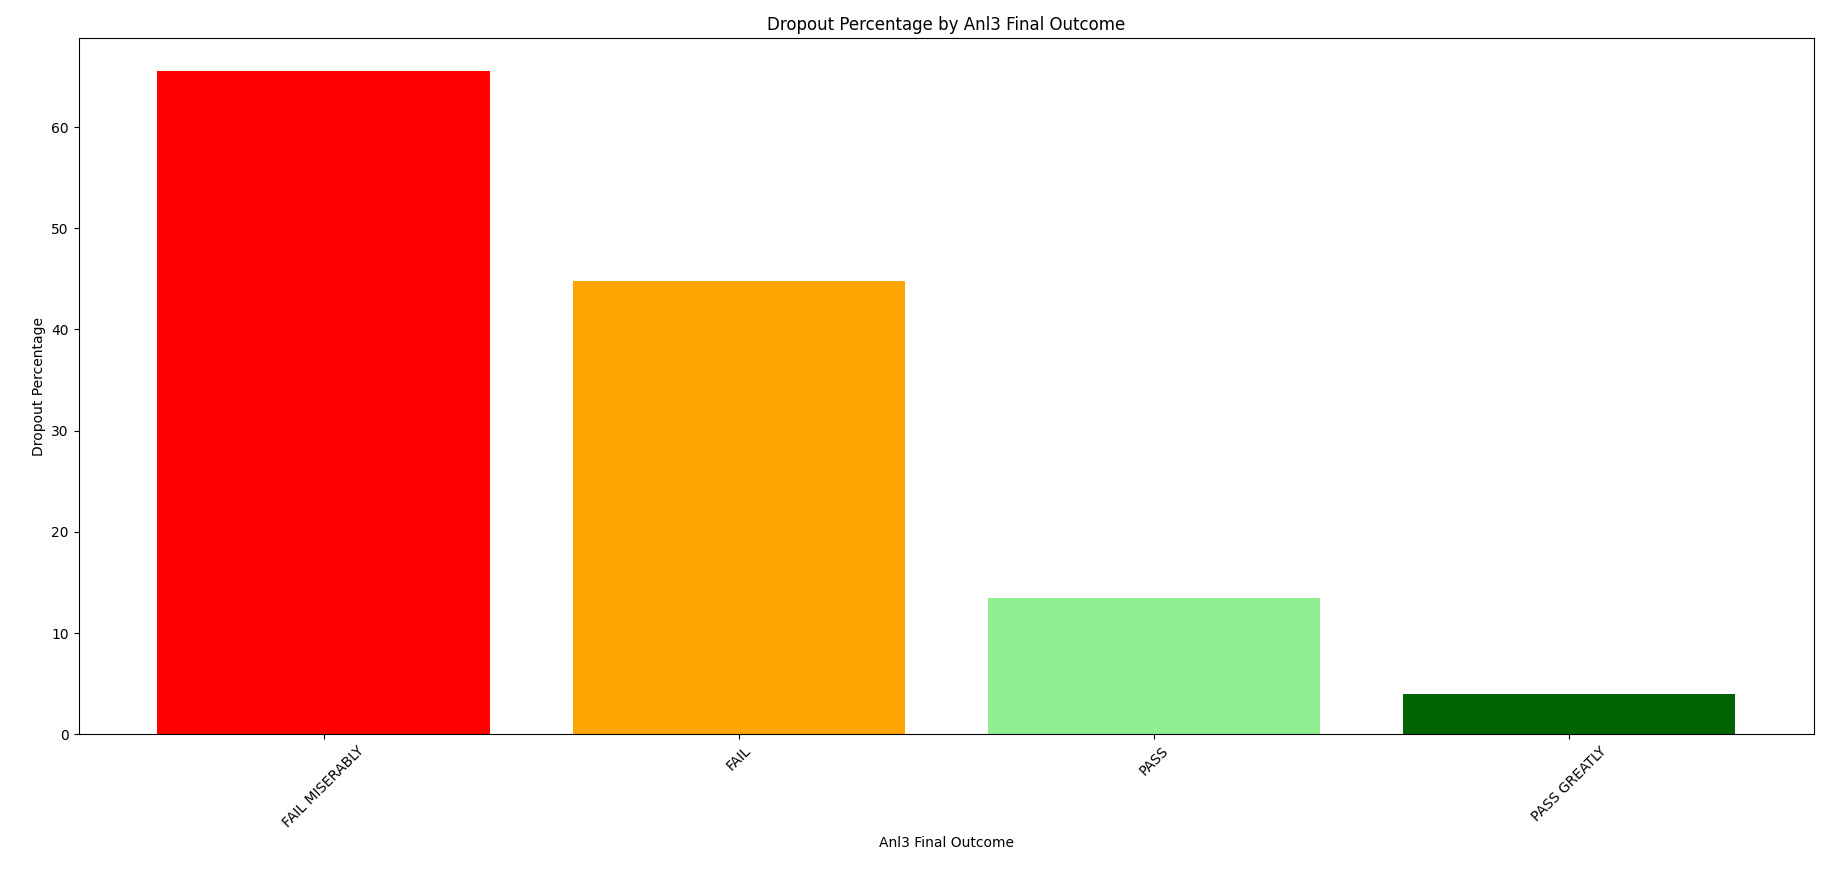 Dropout Percentage by Anl3 Final Outcome
Dropout Percentage
60
50
40
30
20
10
0
FAIL MISERABLY
FAIL
PASS
PASS GREATLY
Anl3 Final Outcome